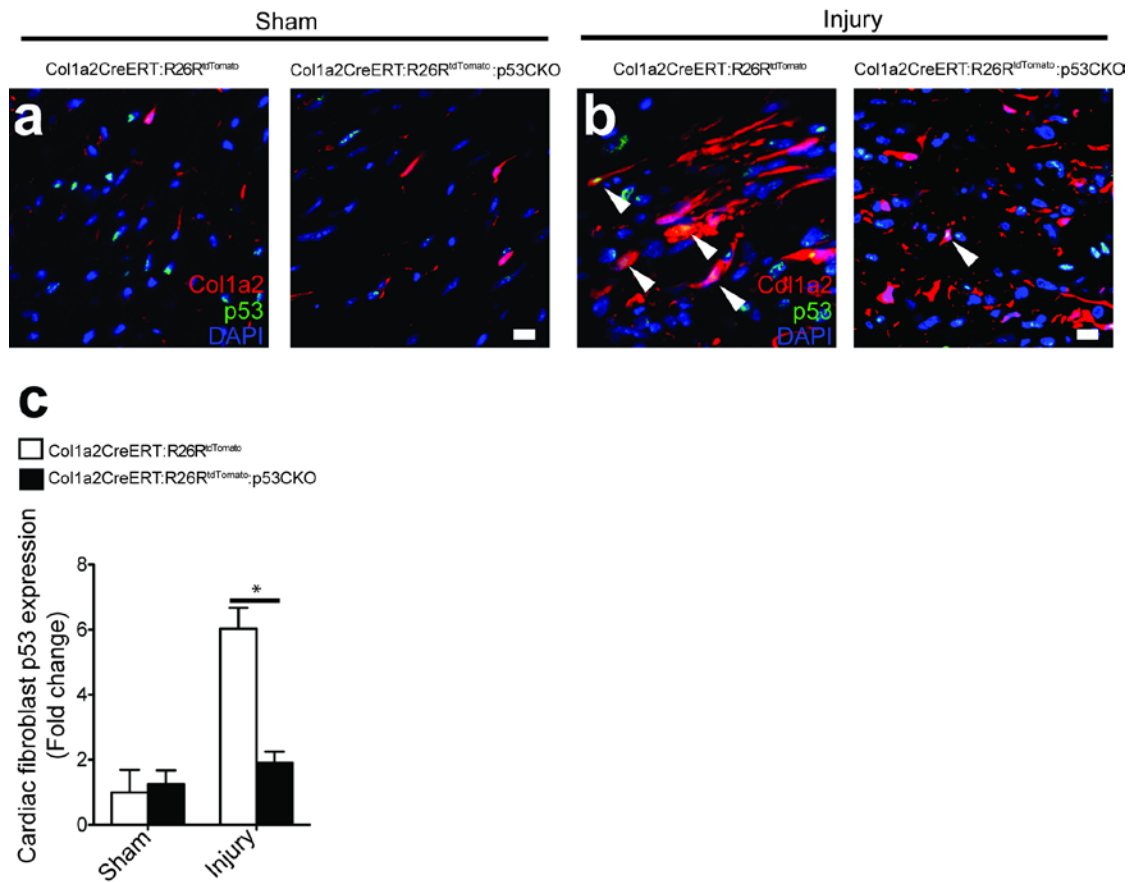 Sham
Injury
Col1a2CreERT:R26RtdTomato
Col1a2CreERT:R26RtdTomato:p53CKO
Col1a2CreERT:R26RtdTomato
Col1a2CreERT:R26RtdTomato:p53CKO
a
Col1a2
p53
DAPI
b
Col1a2
p53
DAPI
c
Col1a2CreERT:R26RtdTomato
Col1a2CreERT:R26RtdTomato:p53CKO
Cardiac fibroblast p53 expression
(Fold change)
8
6
4
2
0
*
Sham
Injury